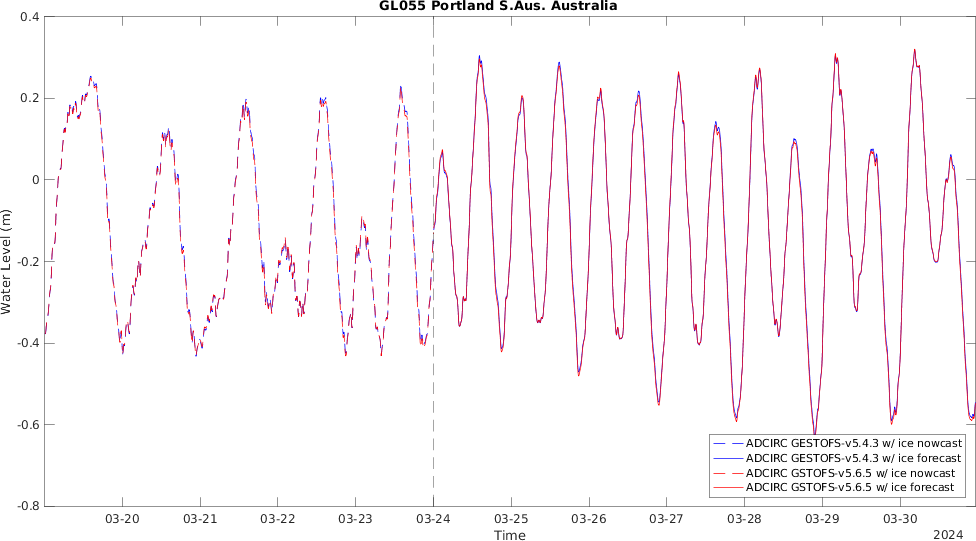 GL055 Portland S.Aus. Australia
0.4
0.2
0
-0.2
-0.4
-0.6
-0.8
Water Level (m)
ADCIRC GESTOFS-v5.4.3 w/ ice nowcast
ADCIRC GESTOFS-v5.4.3 w/ ice forecast
ADCIRC GSTOFS-v5.6.5 w/ ice nowcast
ADCIRC GSTOFS-v5.6.5 w/ ice forecast
03-20 03-21 03-22 03-23 03-24 03-25 03-26 03-27 03-28 03-29 03-30
Time
2024